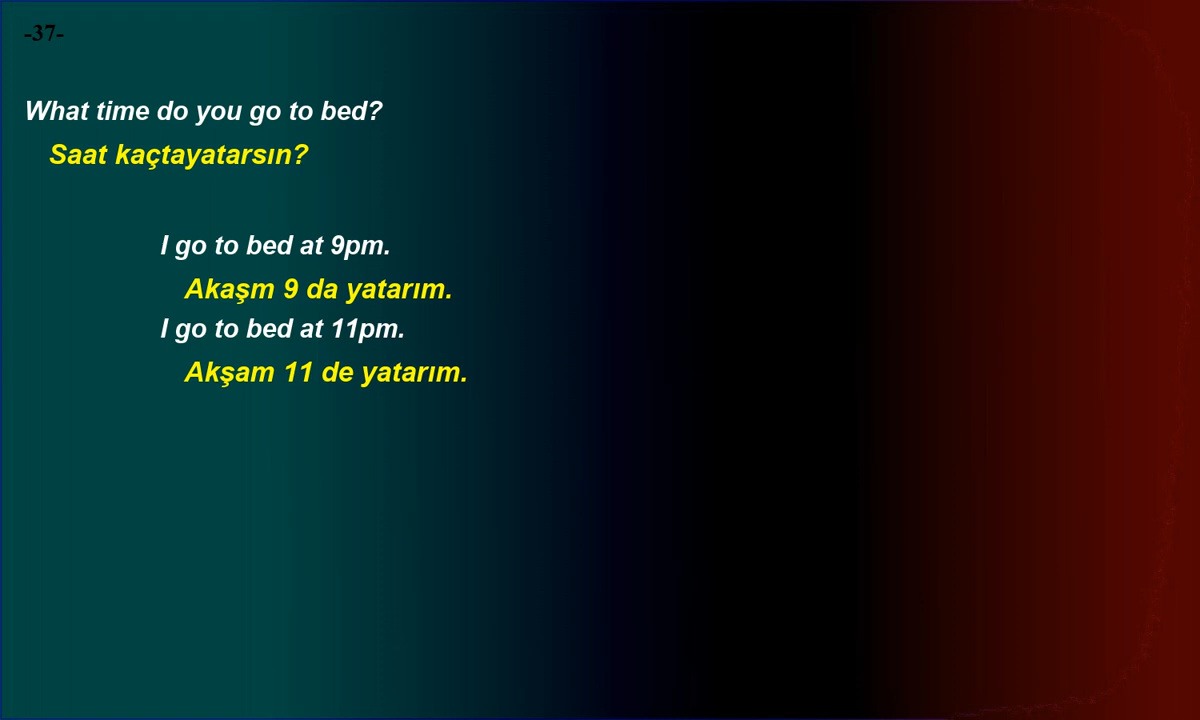 -37-
What time do you go to bed?
Saat kaçtayatarsın?
I go to bed at 9pm.
Akaşm 9 da yatarım.
I go to bed at 11pm.
Akşam 11 de yatarım.